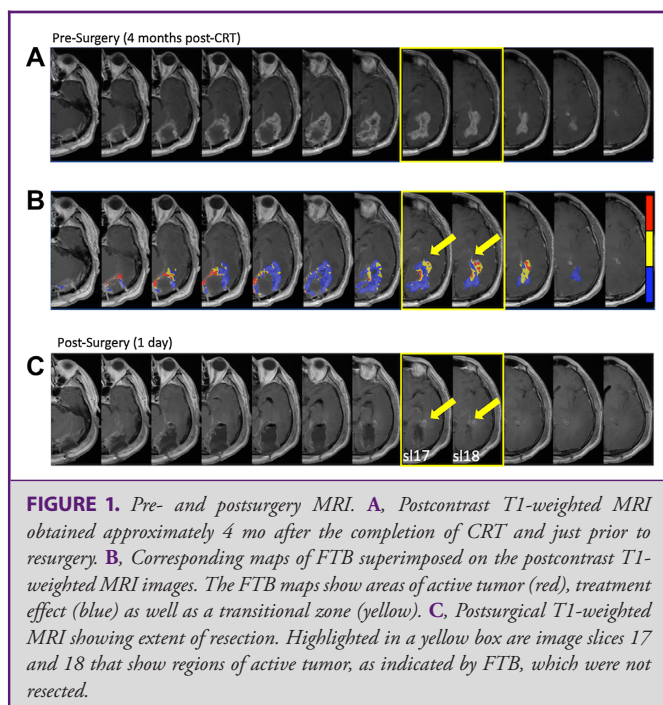 Pre-Surgery (4 months post-CRT)
A
B
Post-Surgery (1 day)
C
sl17
sl18
FIGURE 1. Pre- and postsurgery MRI. A, Postcontrast T1-weighted MRI
obtained approximately 4 mo after the completion of CRT and just prior to
resurgery. B, Corresponding maps of FTB superimposed on the postcontrast T1-
weighted MRI images. The FTB maps show areas of active tumor (red), treatment
effect (blue) as well as a transitional zone (yellow). C, Postsurgical T1-weighted
MRI showing extent of resection. Highlighted in a yellow box are image slices 17
and 18 that show regions of active tumor, as indicated by FTB, which were not
resected.